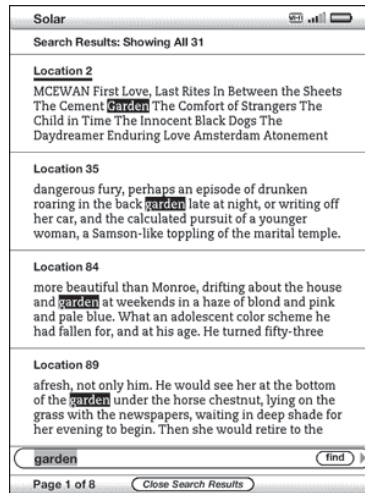 Solar
Search Results: Showing All 31
Location 2
MCEWAN First Love, Last Rites In Between the Sheets
The Cement Garden The Comfort of Strangers The
Child in Time The Innocent Black Dogs The
Daydreamer Enduring Love Amsterdam Atonement
Location 35
dangerous fury, perhaps an episode of drunken
roaring in the back garden late at night, or writing off
her car, and the calculated pursuit of a younger
woman, a Samson-like toppling of the marital temple.
Location 84
more beautiful than Monroe, drifting about the house
and garden at weekends in a haze of blond and pink
and pale blue. What an adolescent color scheme he
had fallen for, and at his age. He turned fifty-three
Location 89
afresh, not only him. He would see her at the bottom
of the garden under the horse chestnut, lying on the
grass with the newspapers, waiting in deep shade for
her evening to begin. Then she would retire to the
garden find
Page 1 of 8 Close Search Results